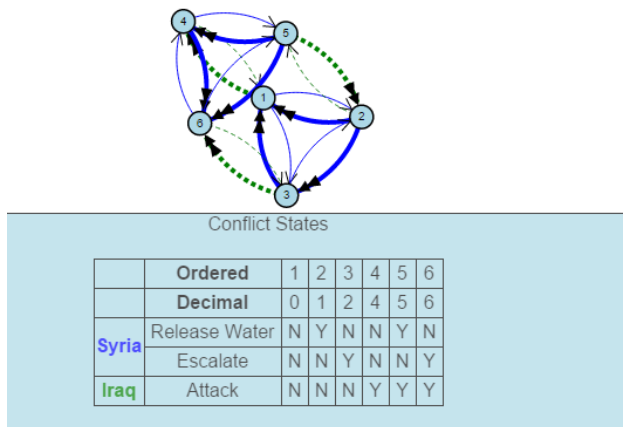 4
5
1
2
6
3
Conflict States
Ordered 1 2 3 4 5 6
Decimal 0 1 2 4 5 6
Syria Release Water N Y N N Y N
Escalate N N Y N N Y
Iraq Attack N N N Y Y Y